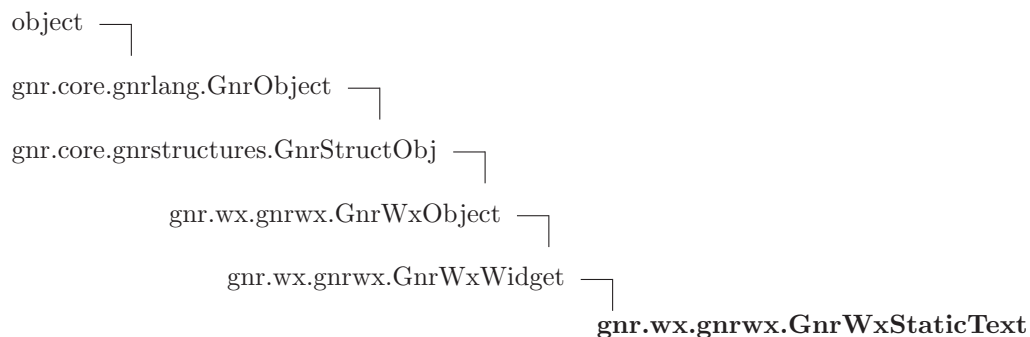 object
gnr.core.gnrlang.GnrObject
gnr.core.gnrstructures.GnrStructObj
gnr.wx.gnrwx.GnrWxObject
gnr.wx.gnrwx.GnrWxWidget
gnr.wx.gnrwx.GnrWxStaticText